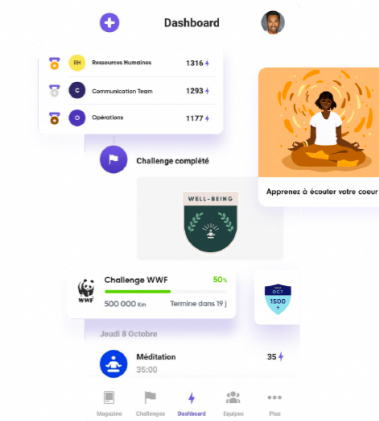 Dashboard
RH Ressources Humaines 1316
C Communication Team 1293
O Opérations 1177
Challenge complété
WELL-BEING
Apprenez à écouter votre coeur
Challenge WWF 50%
WWF
500 000 Km Termine dans 19 j
OCT
1500
+
Jeudi 8 Octobre
Méditation 35
35:00
Magazine Challenges Dashboard Equipes Plus